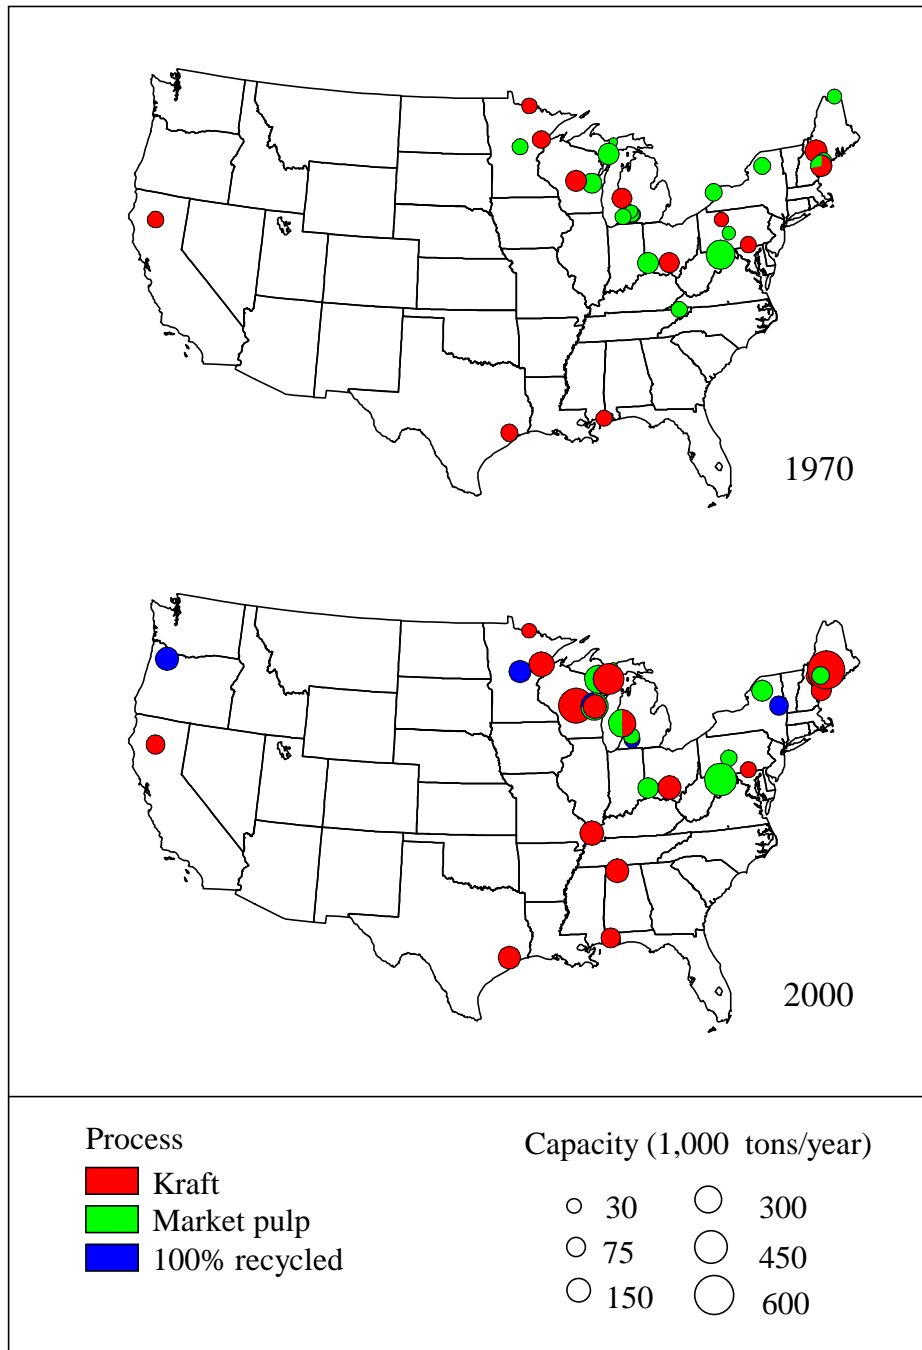 1970
2000
Process
Kraft
Market pulp
100% recycled
Capacity (1,000 tons/year)
30
75
150
300
450
600